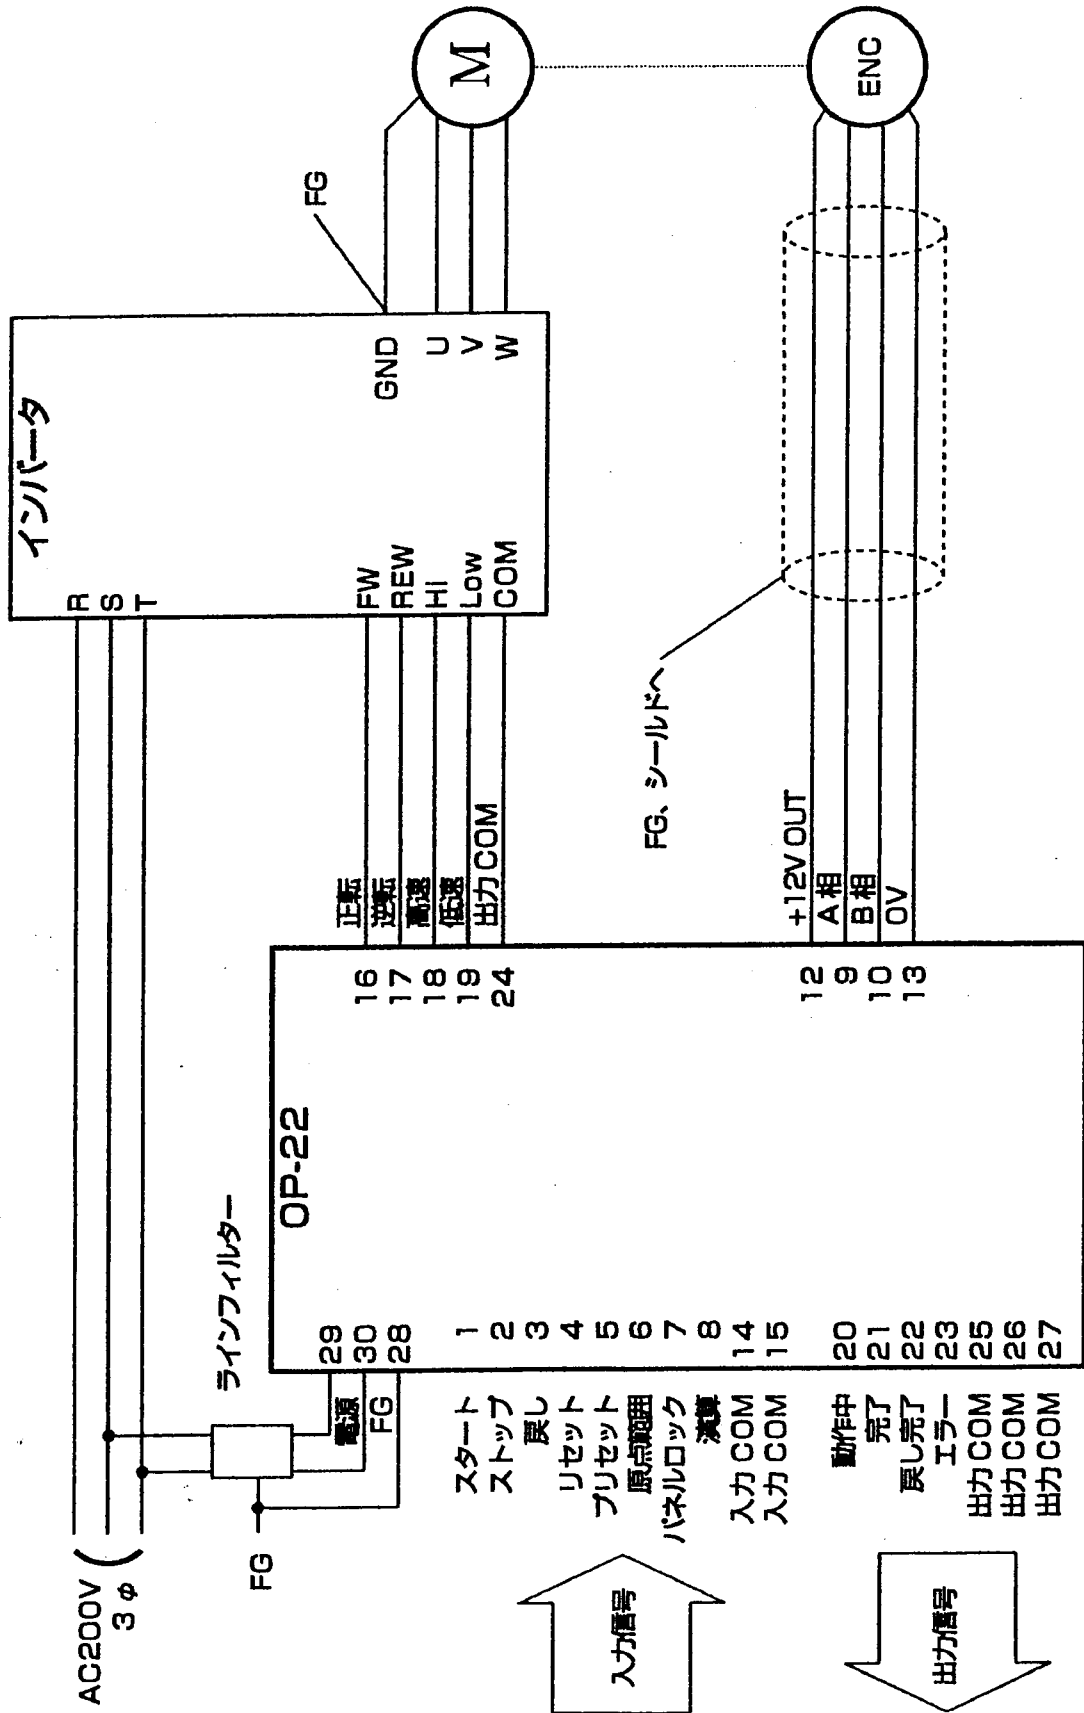 AC200V
3φ
FG
ラインフィルター
電源
FG
29
30
28
OP-22
インバータ
R
S
T
FW
REW
HI
Low
COM
GND
U
V
W
FG
M
ENC
正転
逆転
高速
低速
出力COM
16
17
18
19
24
FG、シールドへ
+12V OUT
A相
B相
0V
12
9
10
13
入力信号
スタート 1
ストップ 2
戻し 3
リセット 4
プリセット 5
原点範囲 6
パネルロック 7
演算 8
入力COM 14
入力COM 15
出力信号
動作中 20
完了 21
戻し完了 22
エラー 23
出力COM 25
出力COM 26
出力COM 27